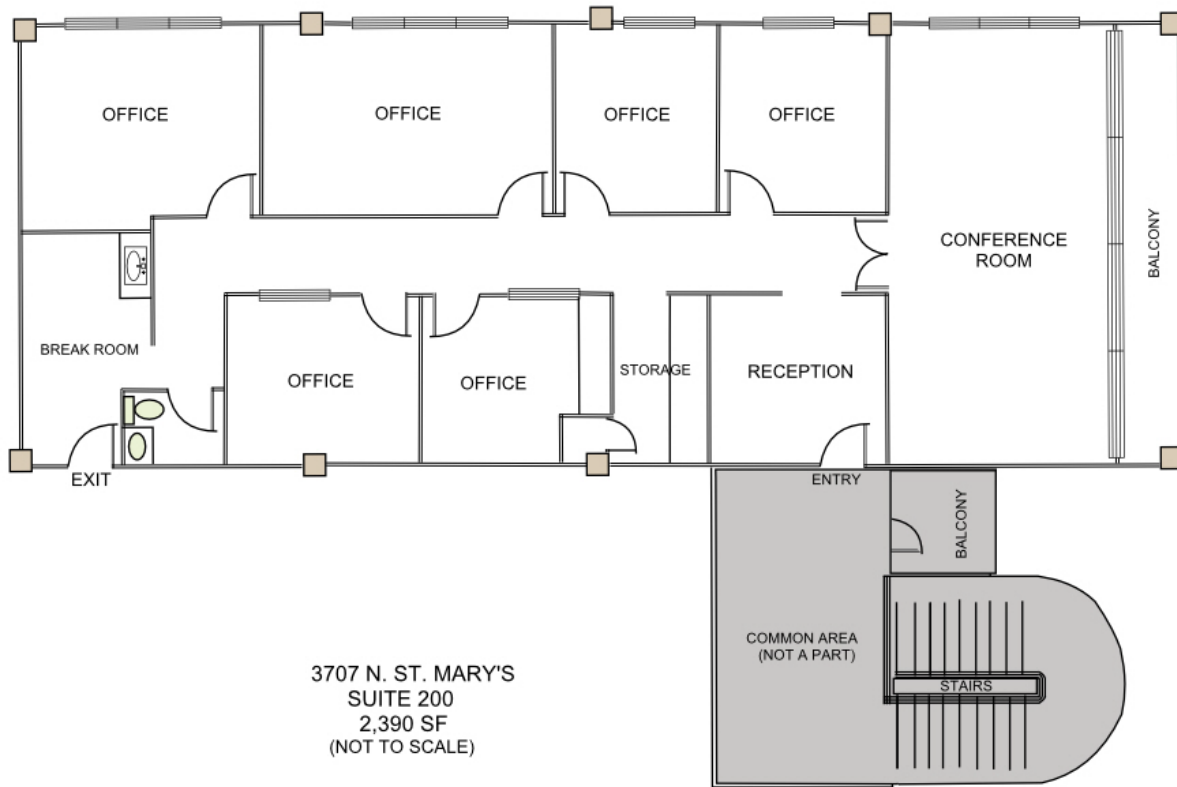 OFFICE
OFFICE
OFFICE
OFFICE
CONFERENCE
ROOM
BALCONY
BREAK ROOM
OFFICE
OFFICE
STORAGE
RECEPTION
EXIT
ENTRY
BALCONY
COMMON AREA
(NOT A PART)
STAIRS
3707 N. ST. MARY'S
SUITE 200
2,390 SF
(NOT TO SCALE)